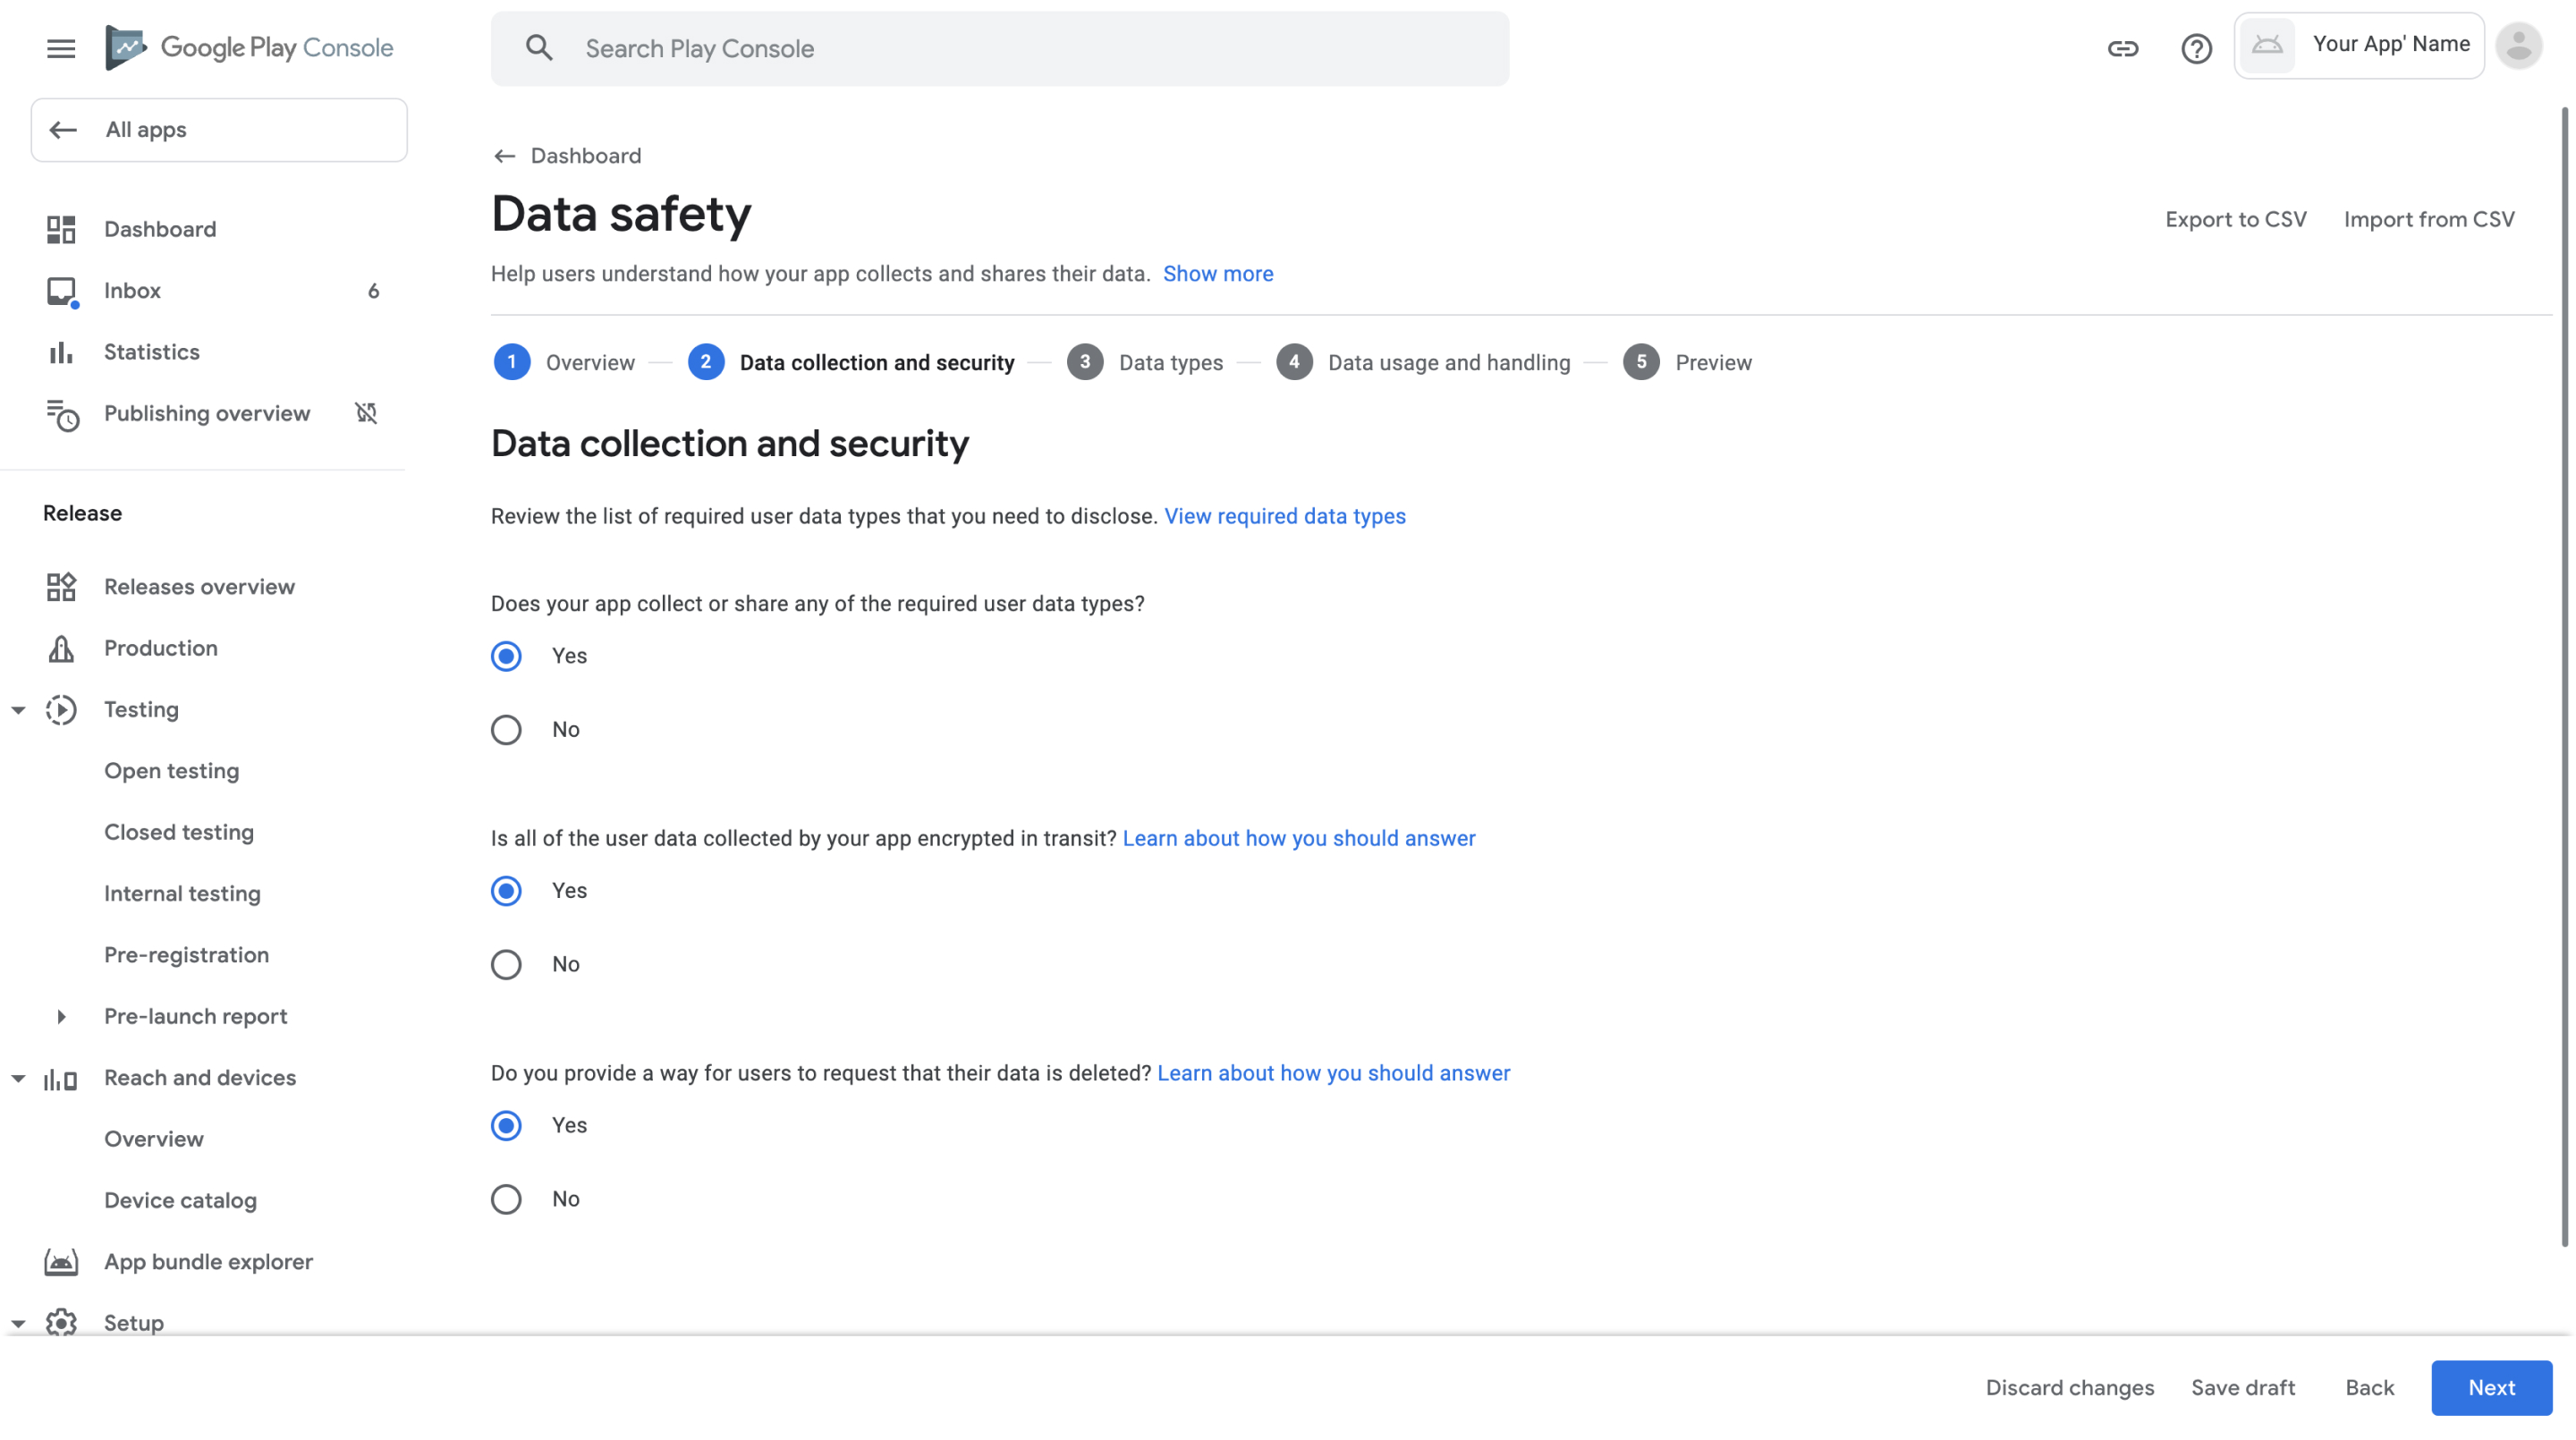 Google Play Console
Search Play Console
Your App' Name
All apps
Dashboard
Inbox 6
Statistics
Publishing overview
Release
Releases overview
Production
Testing
Open testing
Closed testing
Internal testing
Pre-registration
Pre-launch report
Reach and devices
Overview
Device catalog
App bundle explorer
Setup
Dashboard
Data safety
Export to CSV Import from CSV
Help users understand how your app collects and shares their data. Show more
1 Overview 2 Data collection and security 3 Data types 4 Data usage and handling 5 Preview
Data collection and security
Review the list of required user data types that you need to disclose. View required data types
Does your app collect or share any of the required user data types?
Yes
No
Is all of the user data collected by your app encrypted in transit? Learn about how you should answer
Yes
No
Do you provide a way for users to request that their data is deleted? Learn about how you should answer
Yes
No
Discard changes Save draft Back Next